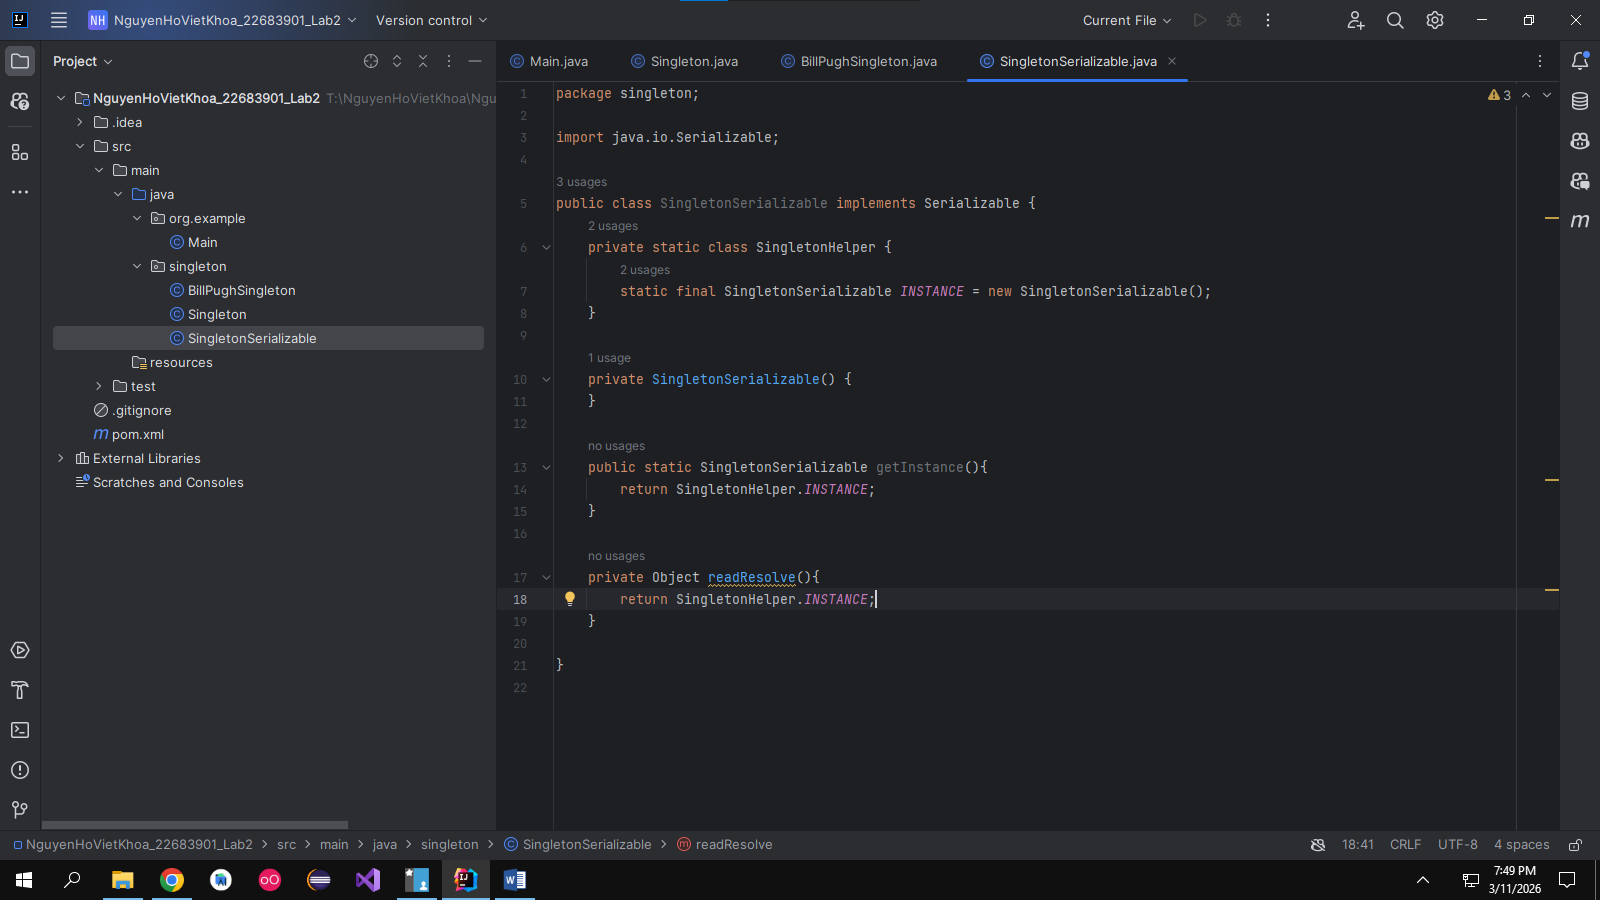 NH NguyenHoVietKhoa_22683901_Lab2 Version control Current File
Project
Main.java Singleton.java BillPughSingleton.java SingletonSerializable.java
NguyenHoVietKhoa_22683901_Lab2 T:\NguyenHoVietKhoa\Ngu
.idea
src
main
java
org.example
Main
singleton
BillPughSingleton
Singleton
SingletonSerializable
resources
test
.gitignore
m pom.xml
External Libraries
Scratches and Consoles
3
1 package singleton;
2
3 import java.io.Serializable;
4
3 usages
5 public class SingletonSerializable implements Serializable {
2 usages
6 private static class SingletonHelper {
2 usages
7 static final SingletonSerializable INSTANCE = new SingletonSerializable();
8 }
9
1 usage
10 private SingletonSerializable() {
11 }
12
no usages
13 public static SingletonSerializable getInstance(){
14 return SingletonHelper.INSTANCE;
15 }
16
no usages
17 private Object readResolve(){
18 return SingletonHelper.INSTANCE;
19 }
20
21 }
22
m
NguyenHoVietKhoa_22683901_Lab2 > src > main > java > singleton > SingletonSerializable > readResolve 18:41 CRLF UTF-8 4 spaces
7:49 PM
3/11/2026